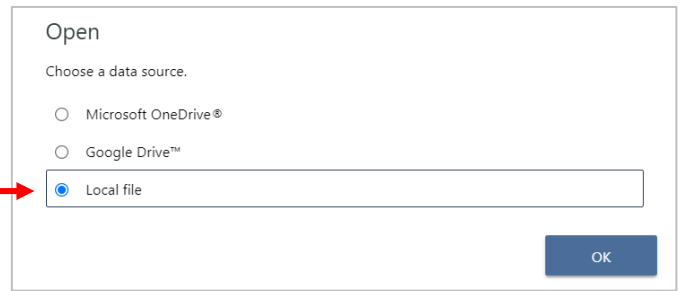 Open
Choose a data source.
Microsoft OneDrive®
Google Drive™
Local file
OK